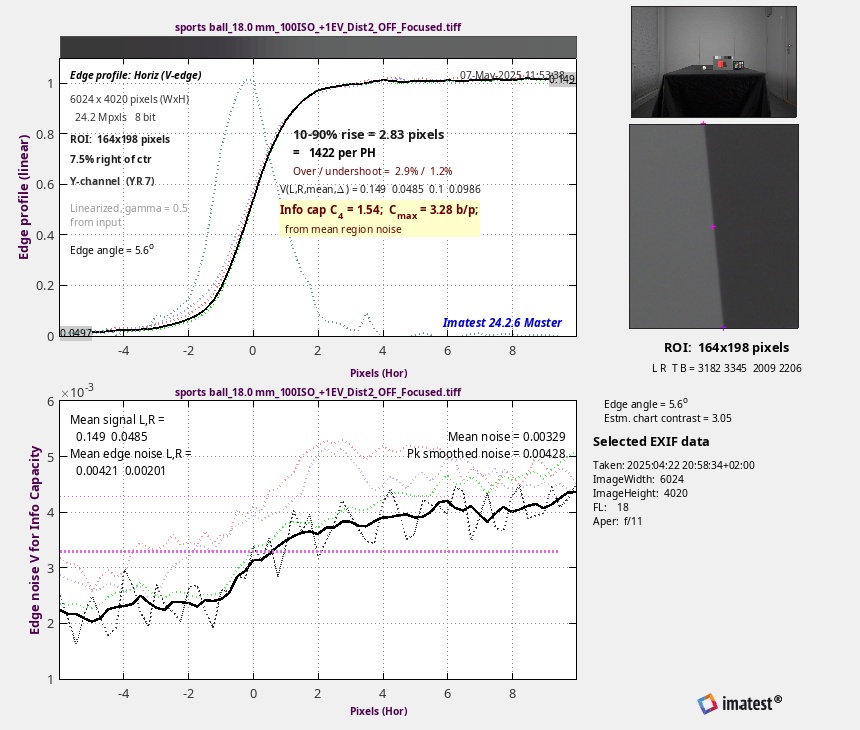 sports ball_18.0 mm_100ISO_+1EV_Dist2_OFF_Focused.tiff
07-May-2025 11:53:38
Edge profile: Horiz (V-edge)
6024 x 4020 pixels (WxH)
24.2 Mpxls 8 bit
ROI: 164x198 pixels
7.5% right of ctr
Y-channel (YR7)
Linearized, gamma = 0.5
from input
Edge angle = 5.6o
0.149
10-90% rise = 2.83 pixels
= 1422 per PH
Over / undershoot = 2.9% / 1.2%
V(L,R,mean,Δ) = 0.149 0.0485 0.1 0.0986
Info cap C4 = 1.54; Cmax = 3.28 b/p;
from mean region noise
0.0497
Imatest 24.2.6 Master
Edge profile (linear)
1
0.8
0.6
0.4
0.2
0
-4 -2 0 2 4 6 8
Pixels (Hor)
sports ball_18.0 mm_100ISO_+1EV_Dist2_OFF_Focused.tiff
×10-3
6
5
4
3
2
1
Edge noise V for Info Capacity
Mean signal L,R =
0.149 0.0485
Mean edge noise L,R =
0.00421 0.00201
Mean noise = 0.00329
Pk smoothed noise = 0.00428
-4 -2 0 2 4 6 8
Pixels (Hor)
ROI: 164x198 pixels
L R T B = 3182 3345 2009 2206
Edge angle = 5.6o
Estm. chart contrast = 3.05
Selected EXIF data
Taken: 2025:04:22 20:58:34+02:00
ImageWidth: 6024
ImageHeight: 4020
FL: 18
Aper: f/11
imatest®